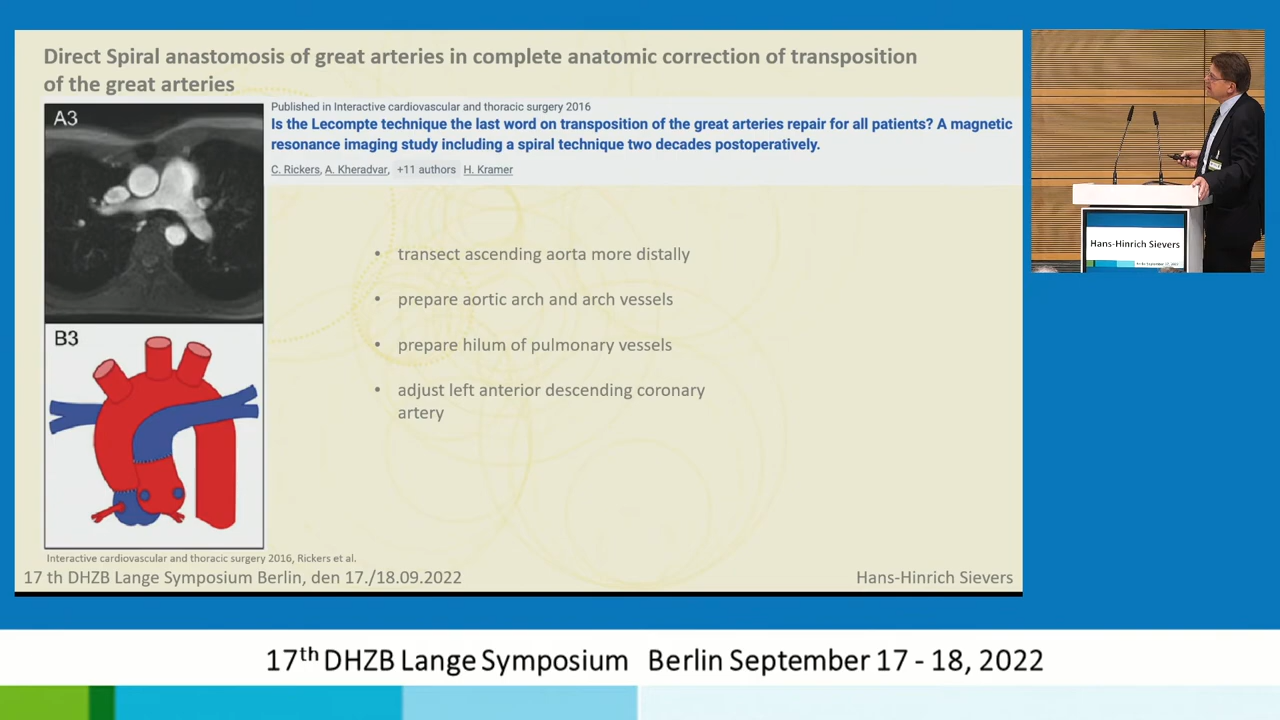 Direct Spiral anastomosis of great arteries in complete anatomic correction of transposition
of the great arteries
A3
Published in Interactive cardiovascular and thoracic surgery 2016
Is the Lecompte technique the last word on transposition of the great arteries repair for all patients? A magnetic
resonance imaging study including a spiral technique two decades postoperatively.
C. Rickers, A. Kheradvar, +11 authors H. Kramer
• transect ascending aorta more distally
• prepare aortic arch and arch vessels
• prepare hilum of pulmonary vessels
• adjust left anterior descending coronary
artery
B3
Interactive cardiovascular and thoracic surgery 2016, Rickers et al.
17 th DHZB Lange Symposium Berlin, den 17./18.09.2022
Hans-Hinrich Sievers
Hans-Hinrich Sievers
17th DHZB Lange Symposium Berlin September 17 - 18, 2022